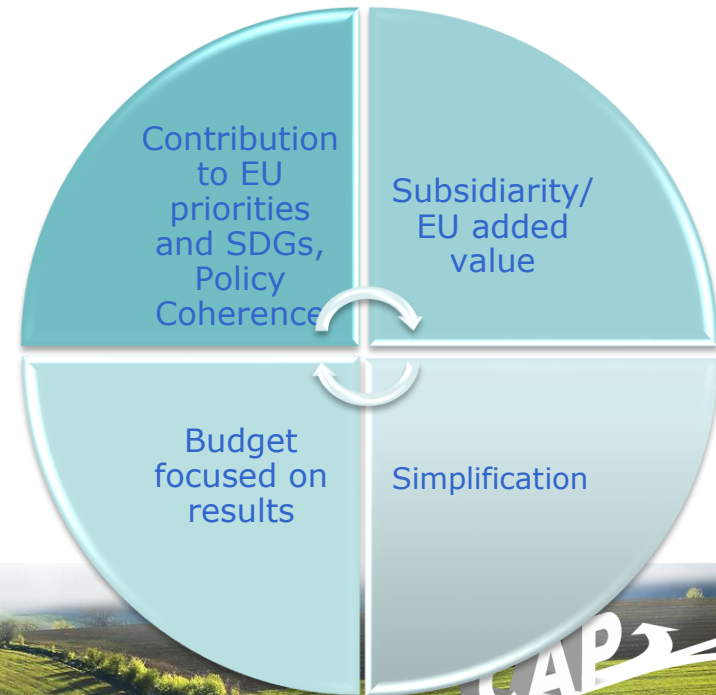 Contribution
to EU
priorities
and SDGs,
Policy
Coherence
Subsidiarity/
EU added
value
Budget
focused on
results
Simplification
CAP